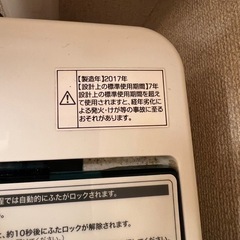 【製造年】2017年
【設計上の標準使用期間】7年
設計上の標準使用期間を超え
て使用されますと、経年劣化に
よる発火・けが等の事故に至る
おそれがあります。
程では自動的にふたがロックされます。
、約10秒後にふたロックが解除されます。